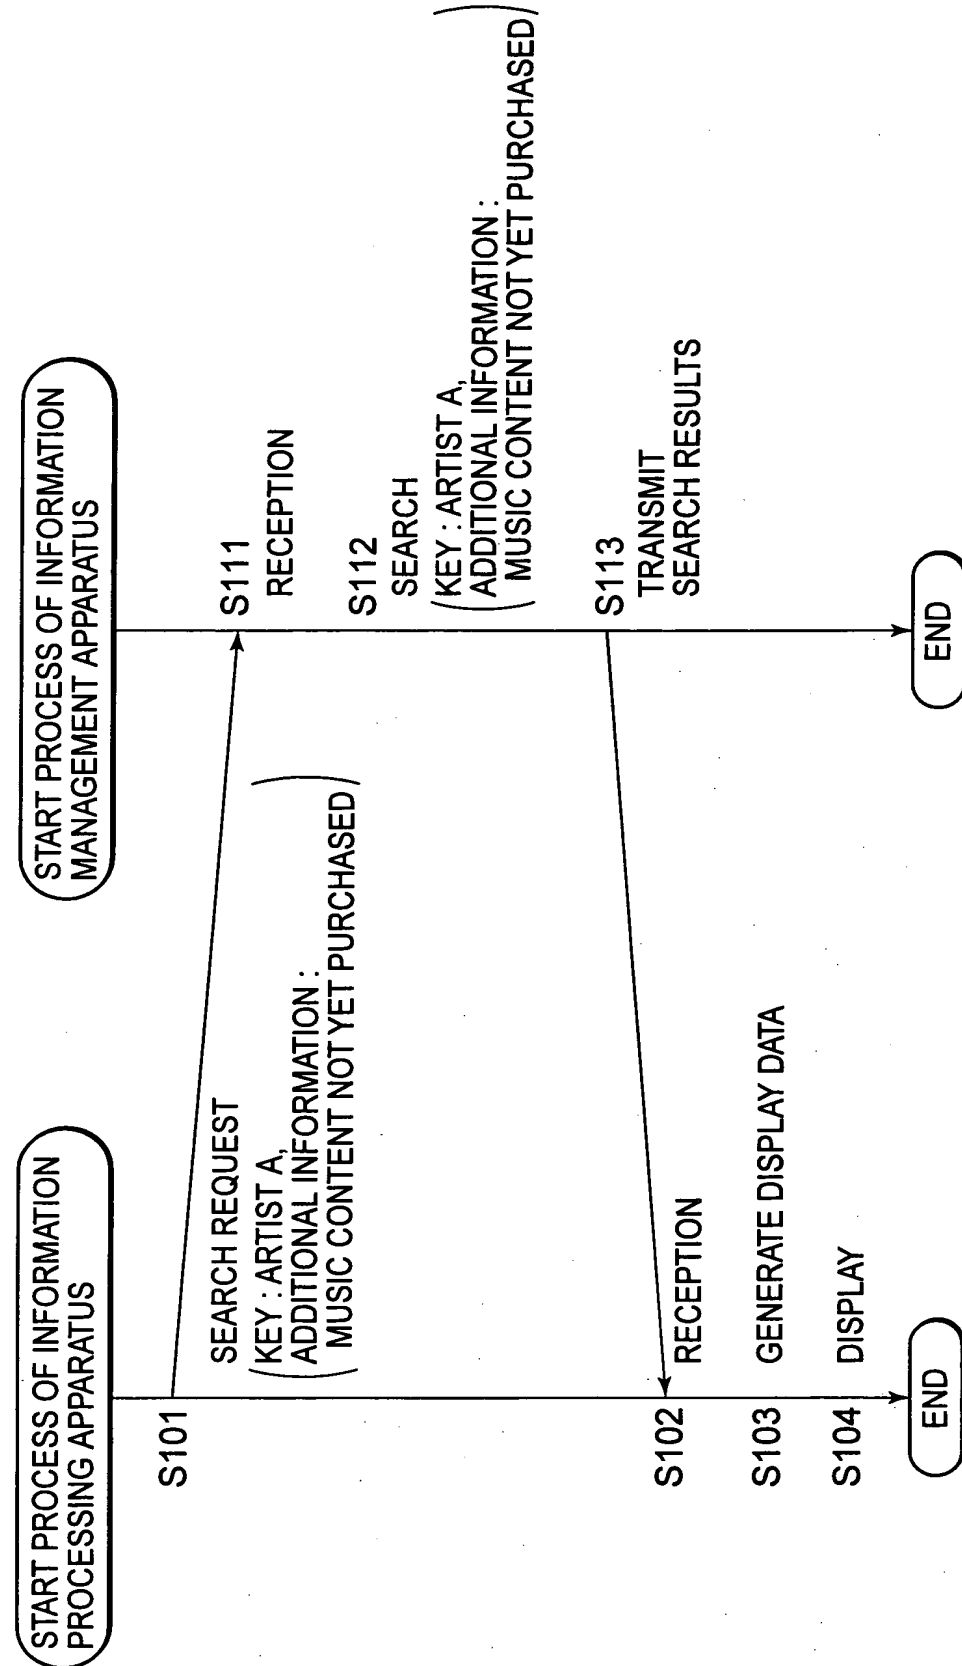 START PROCESS OF INFORMATION
PROCESSING APPARATUS
S101
SEARCH REQUEST
KEY : ARTIST A,
ADDITIONAL INFORMATION :
MUSIC CONTENT NOT YET PURCHASED
S102
RECEPTION
S103
GENERATE DISPLAY DATA
S104
DISPLAY
END
START PROCESS OF INFORMATION
MANAGEMENT APPARATUS
S111
RECEPTION
S112
SEARCH
KEY : ARTIST A,
ADDITIONAL INFORMATION :
MUSIC CONTENT NOT YET PURCHASED
S113
TRANSMIT
SEARCH RESULTS
END